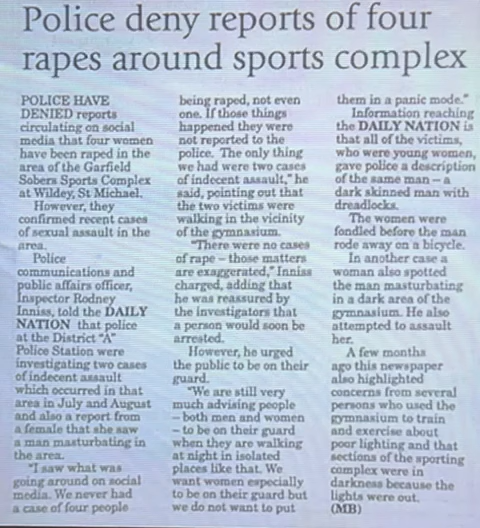 Police deny reports of four
rapes around sports complex
POLICE HAVE
DENIED reports
circulating on social
media that four women
have been raped in the
area of the Garfield
Sobers Sports Complex
at Wildey, St Michael.
However, they
confirmed recent cases
of sexual assault in the
area.
Police
communications and
public affairs officer,
Inspector Rodney
Inniss, told the DAILY
NATION that police
at the District "A"
Police Station were
investigating two cases
of indecent assault
which occurred in that
area in July and August
and also a report from
a female that she saw
a man masturbating in
the area.
"I saw what was
going around on social
media. We never had
a case of four people
being raped, not even
one. If those things
happened they were
not reported to the
police. The only thing
we had were two cases
of indecent assault," he
said, pointing out that
the two victims were
walking in the vicinity
of the gymnasium.
"There were no cases
of rape – those matters
are exaggerated," Inniss
charged, adding that
he was reassured by
the investigators that
a person would soon be
arrested.
However, he urged
the public to be on their
guard.
"We are still very
much advising people
– both men and women
– to be on their guard
when they are walking
at night in isolated
places like that. We
want women especially
to be on their guard but
we do not want to put
them in a panic mode."
Information reaching
the DAILY NATION is
that all of the victims,
who were young women,
gave police a description
of the same man – a
dark skinned man with
dreadlocks.
The women were
fondled before the man
rode away on a bicycle.
In another case a
woman also spotted
the man masturbating
in a dark area of the
gymnasium. He also
attempted to assault
her.
A few months
ago this newspaper
also highlighted
concerns from several
persons who used the
gymnasium to train
and exercise about
poor lighting and that
sections of the sporting
complex were in
darkness because the
lights were out.
(MB)